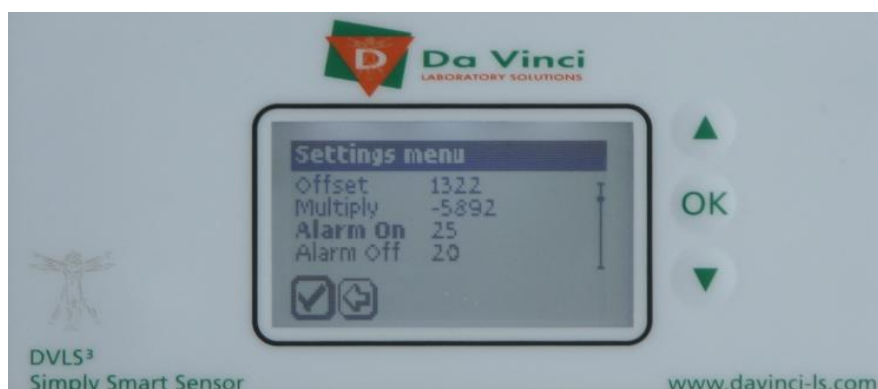 D
Da Vinci
LABORATORY SOLUTIONS
Settings menu
Offset 1322
Multiply -5892
Alarm On 25
Alarm Off 20
OK
DVLS³
Simply Smart Sensor
www.davinci-ls.com